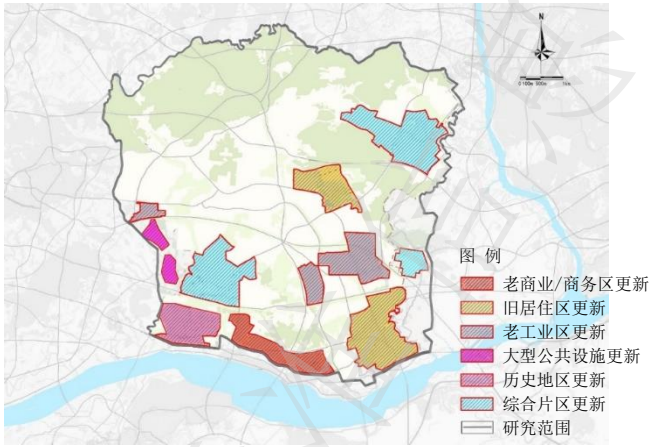 N
图 例
老商业/商务区更新
旧居住区更新
老工业区更新
大型公共设施更新
历史地区更新
综合片区更新
研究范围